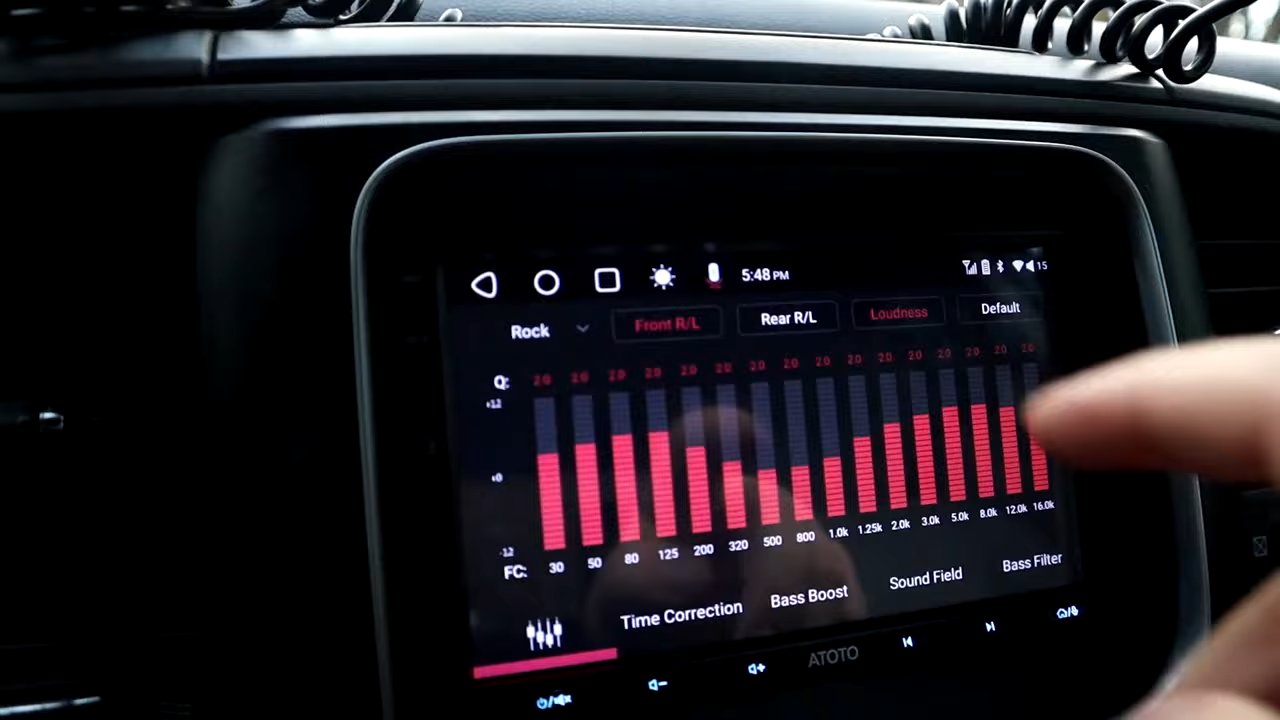 5:48 PM 15
Rock Front R/L Rear R/L Loudness Default
Q: 2.0 2.0 2.0 2.0 2.0 2.0 2.0 2.0 2.0 2.0 2.0 2.0 2.0 2.0 2.0 2.0
+12
+0
-12
FC: 30 50 80 125 200 320 500 800 1.0k 1.25k 2.0k 3.0k 5.0k 8.0k 12.0k 16.0k
Time Correction Bass Boost Sound Field Bass Filter
ATOTO